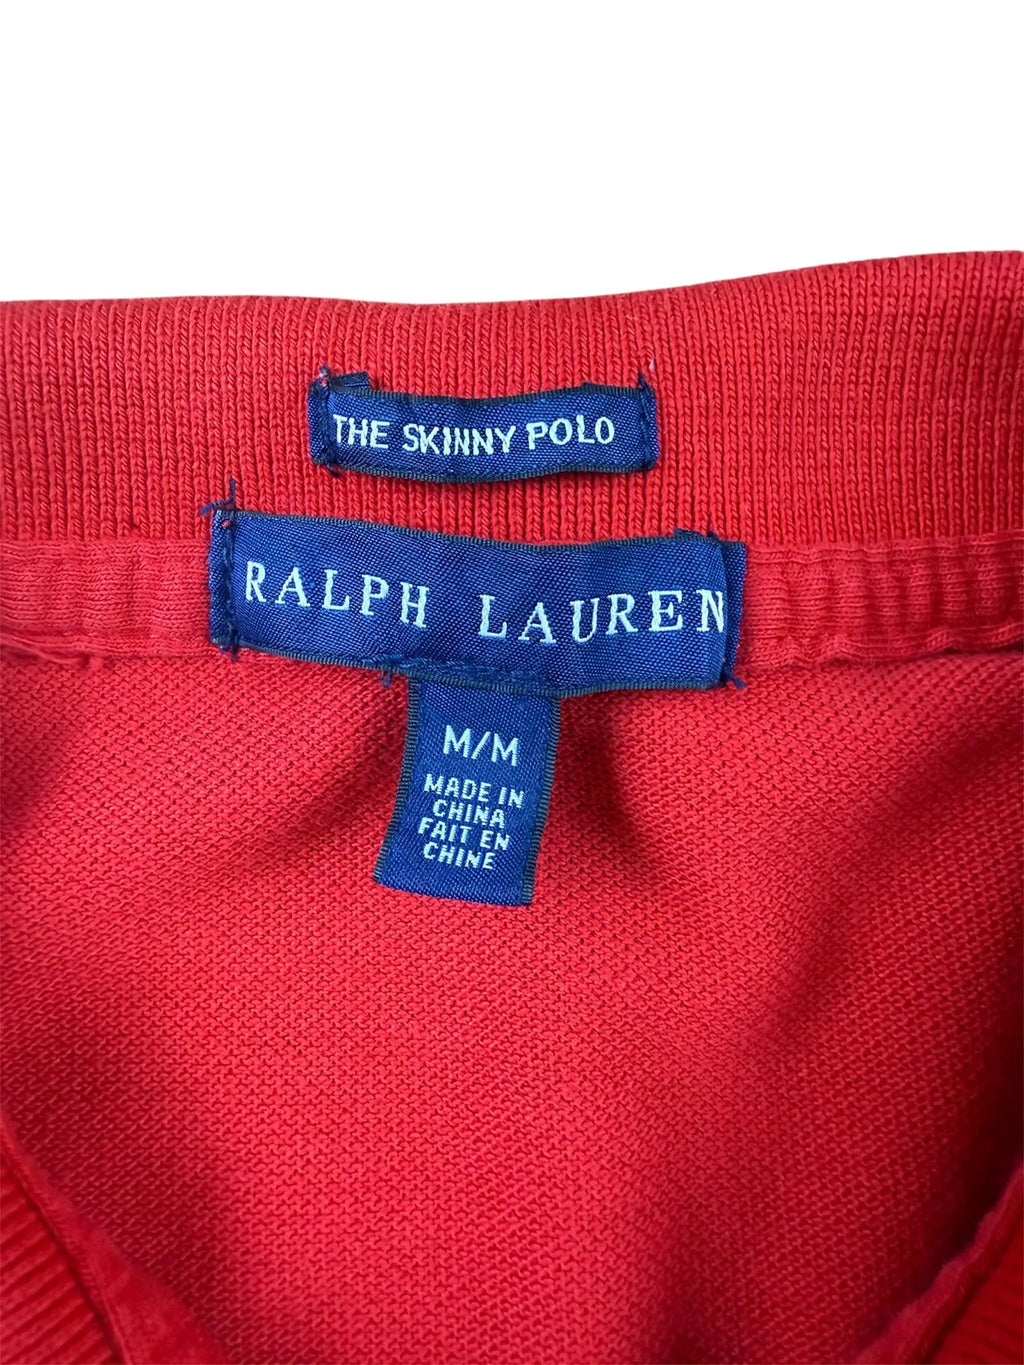 THE SKINNY POLO
RALPH LAUREN
M/M
MADE IN
CHINA
FAIT EN
CHINE